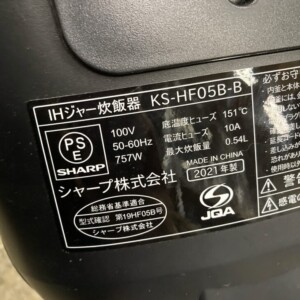 IHジャー炊飯器 KS-HF05B-B
PS
E
SHARP
100V
50-60Hz
757W
底温度ヒューズ 151℃
電流ヒューズ 10A
最大炊飯量 0.54L
MADE IN CHINA
シャープ株式会社
2021年製
総務省基準適合
型式確認 第19HF05B号
シャープ株式会社
S
JQA
必ずお守